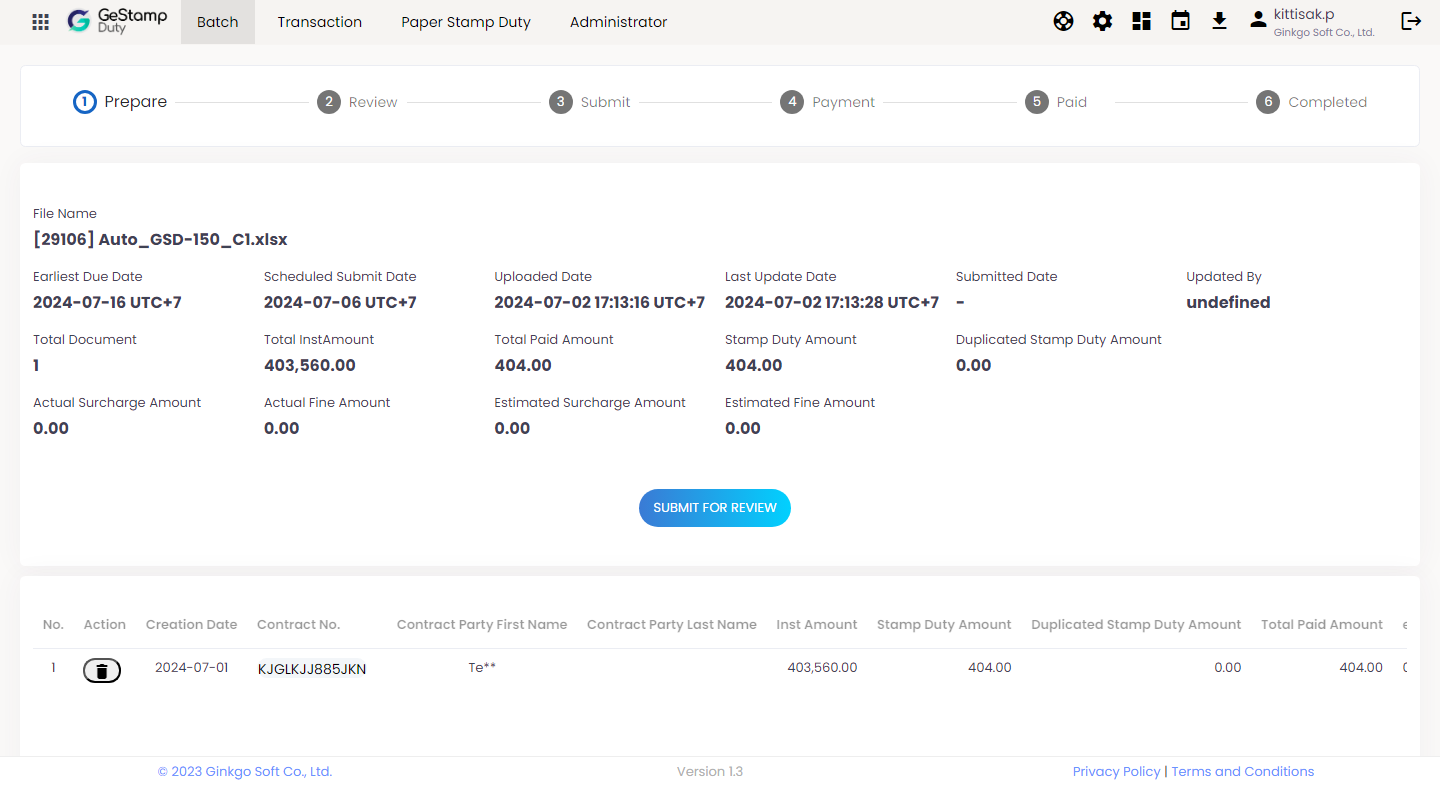 GeStamp
Duty
Batch
Transaction
Paper Stamp Duty
Administrator
kittisak.p
Ginkgo Soft Co., Ltd.
1 Prepare
2 Review
3 Submit
4 Payment
5 Paid
6 Completed
File Name
[29106] Auto_GSD-150_C1.xlsx
Earliest Due Date Scheduled Submit Date Uploaded Date Last Update Date Submitted Date Updated By
2024-07-16 UTC+7 2024-07-06 UTC+7 2024-07-02 17:13:16 UTC+7 2024-07-02 17:13:28 UTC+7 - undefined
Total Document Total InstAmount Total Paid Amount Stamp Duty Amount Duplicated Stamp Duty Amount
1 403,560.00 404.00 404.00 0.00
Actual Surcharge Amount Actual Fine Amount Estimated Surcharge Amount Estimated Fine Amount
0.00 0.00 0.00 0.00
SUBMIT FOR REVIEW
No. Action Creation Date Contract No. Contract Party First Name Contract Party Last Name Inst Amount Stamp Duty Amount Duplicated Stamp Duty Amount Total Paid Amount
1 2024-07-01 KJGLKJJ885JKN Te** 403,560.00 404.00 0.00 404.00
© 2023 Ginkgo Soft Co., Ltd. Version 1.3 Privacy Policy | Terms and Conditions